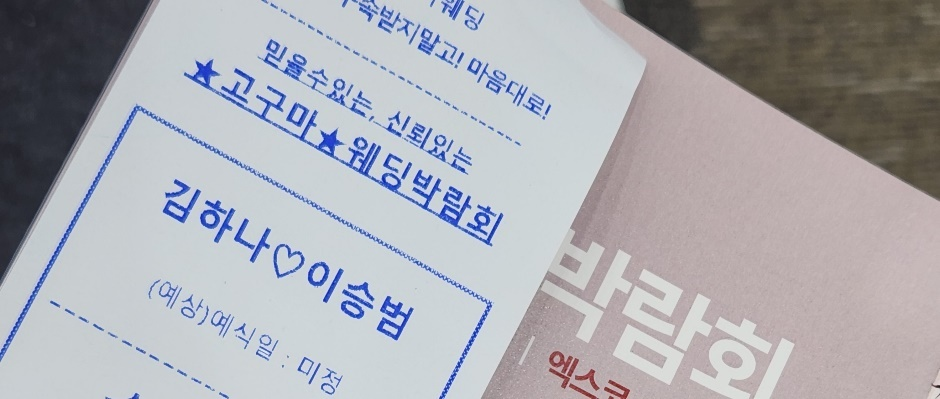 웨딩
속받지말고! 마음대로!
믿을수있는, 신뢰있는
★고구마★웨딩박람회
김하나♡이승범
(예상)예식일 : 미정
박람회
| 엑스코